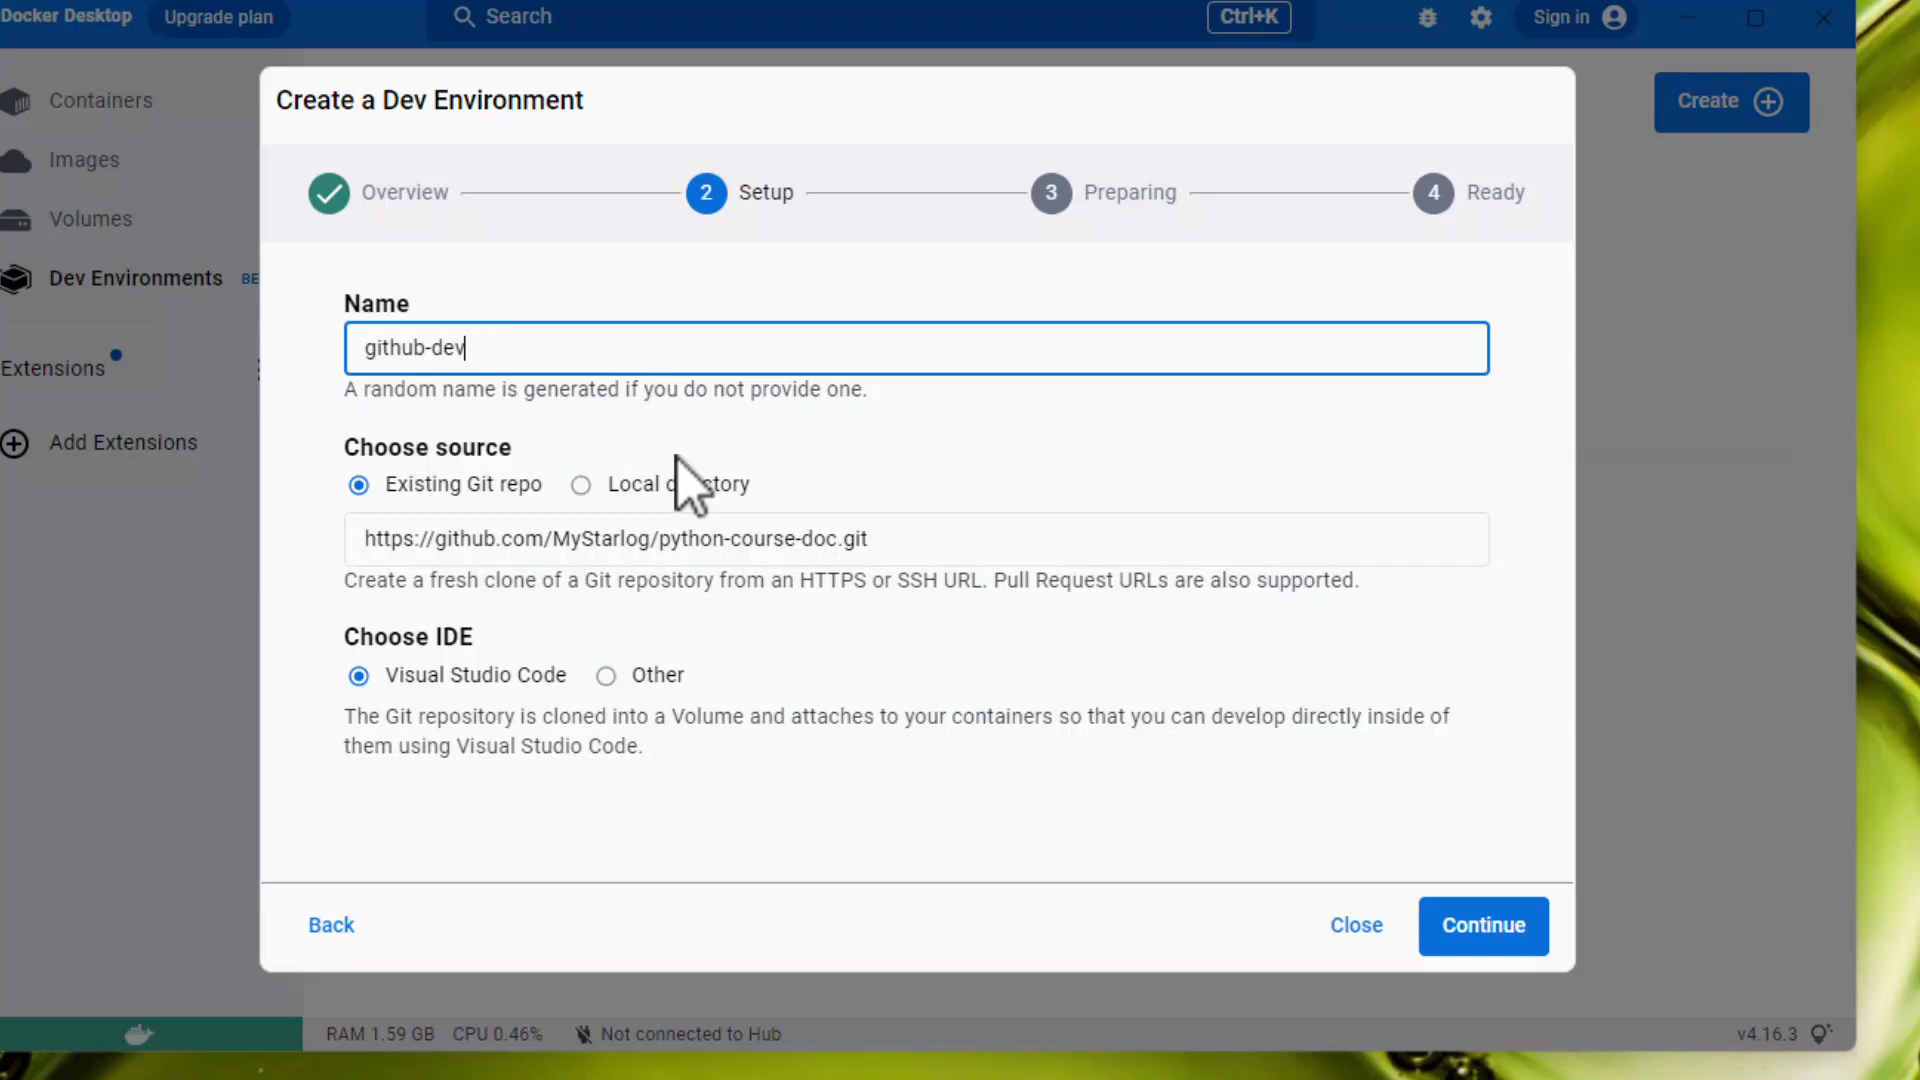 Docker Desktop
Upgrade plan
Search
Ctrl+K
Sign in
Containers
Images
Volumes
Dev Environments
BE
Extensions
Add Extensions
Create
Create a Dev Environment
Overview
2 Setup
3 Preparing
4 Ready
Name
github-dev
A random name is generated if you do not provide one.
Choose source
Existing Git repo
Local
https://github.com/MyStarlog/python-course-doc.git
Create a fresh clone of a Git repository from an HTTPS or SSH URL. Pull Request URLs are also supported.
Choose IDE
Visual Studio Code
Other
The Git repository is cloned into a Volume and attaches to your containers so that you can develop directly inside of
them using Visual Studio Code.
Back
Close
Continue
RAM 1.59 GB CPU 0.46% Not connected to Hub
v4.16.3